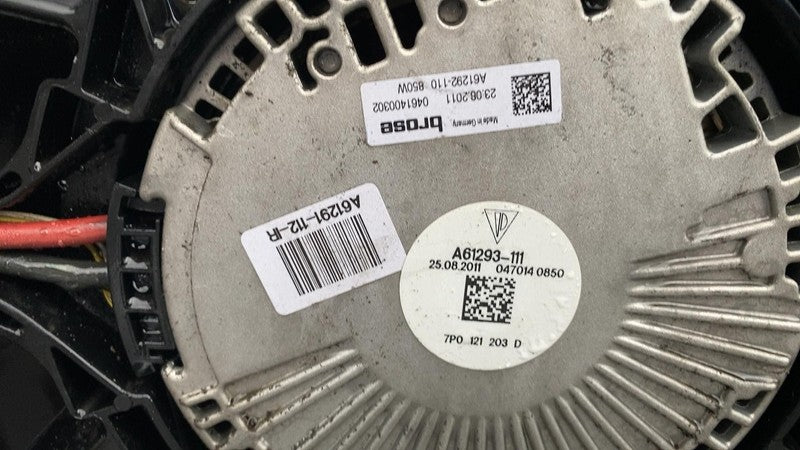 brose
Made in Germany
23.08.2011 0461400302
A61292-110 850W
A61291-112-IR
A61293-111
25.08.2011 047014 0850
7P0 121 203 D